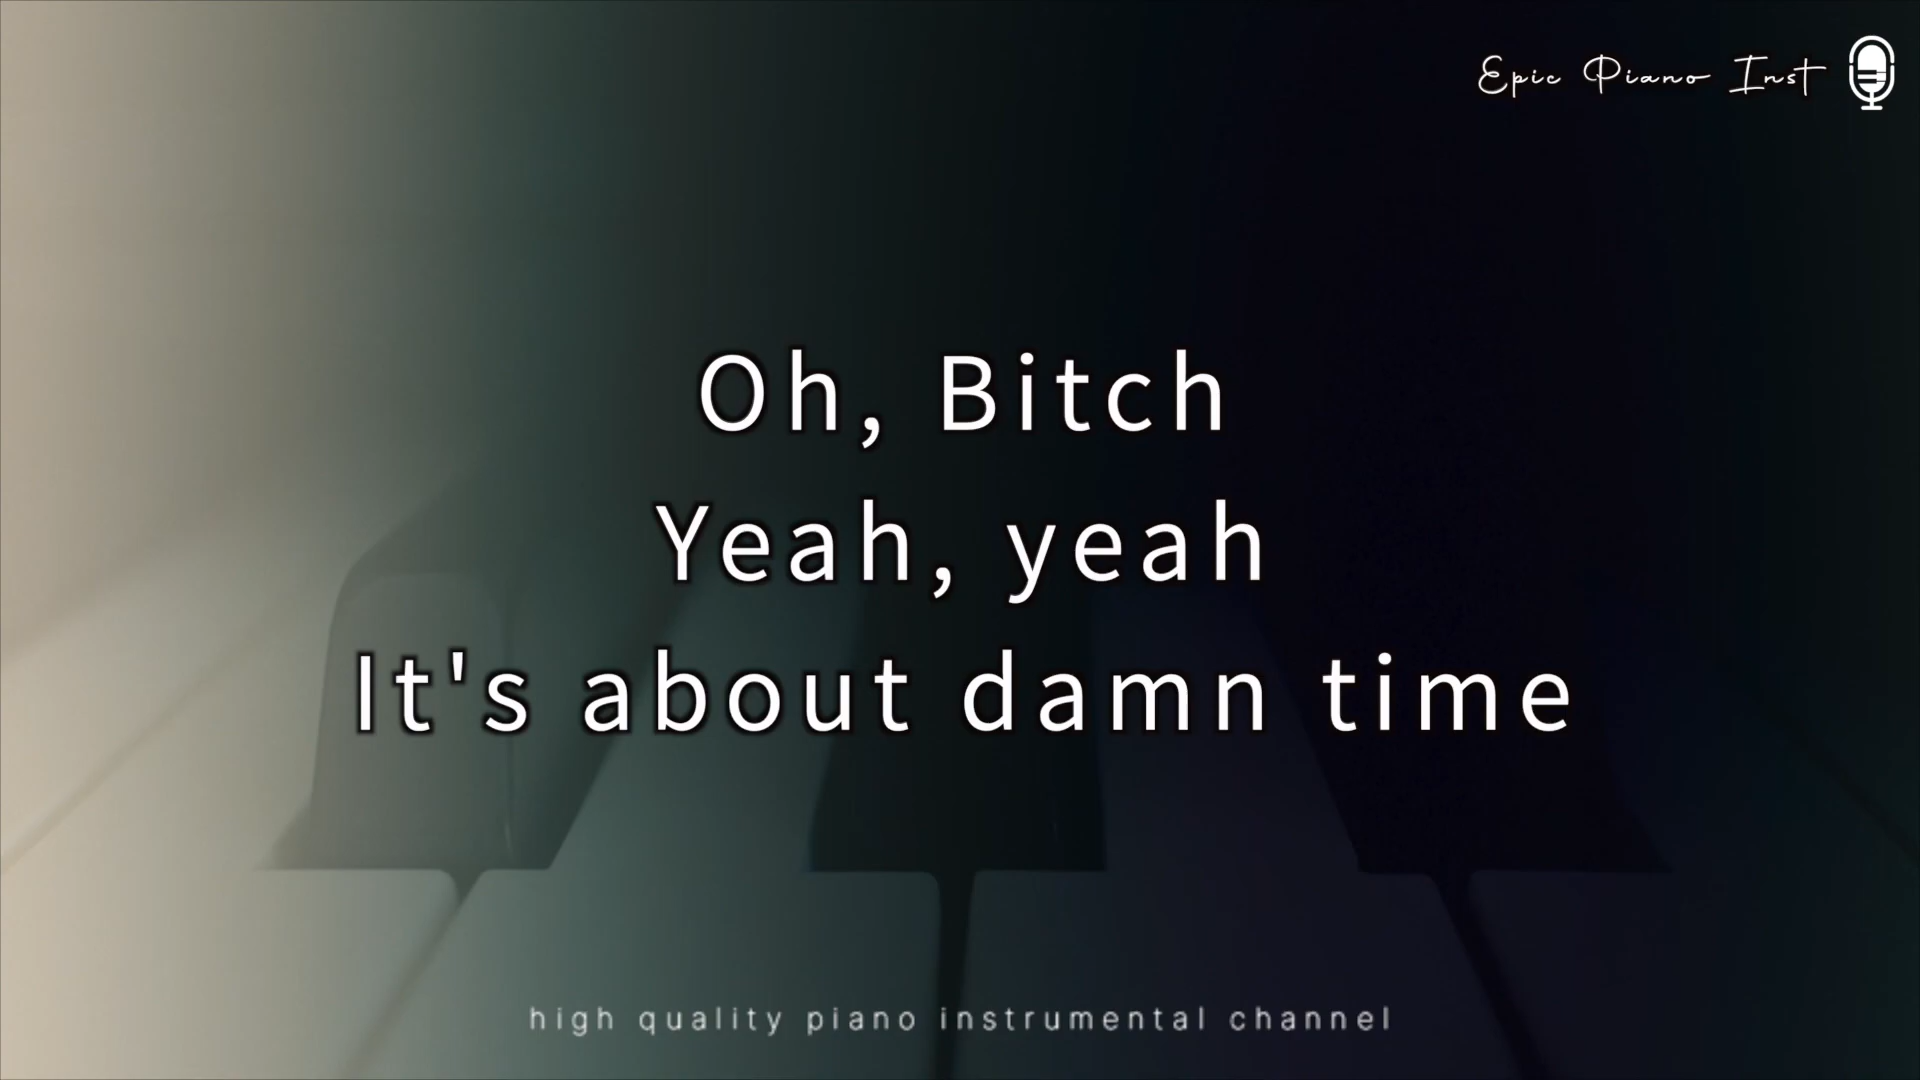 Epic Piano Inst
Oh, Bitch
Yeah, yeah
It's about damn time
high quality piano instrumental channel